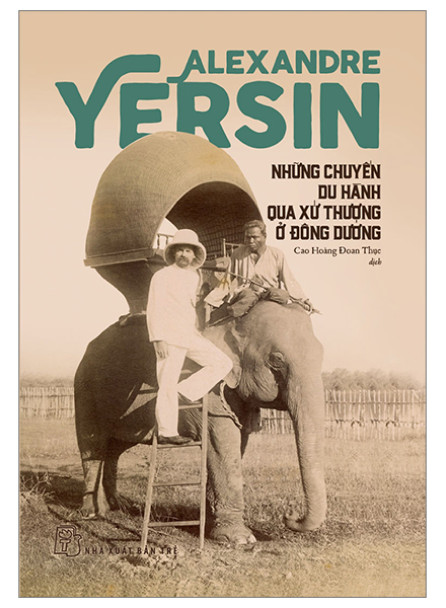 ALEXANDRE
YERSIN
NHỮNG CHUYẾN
DU HÀNH
QUA XỨ THƯỢNG
Ở ĐÔNG DƯƠNG
Cao Hoàng Đoan Thục
dịch
NHÀ XUẤT BẢN TRẺ